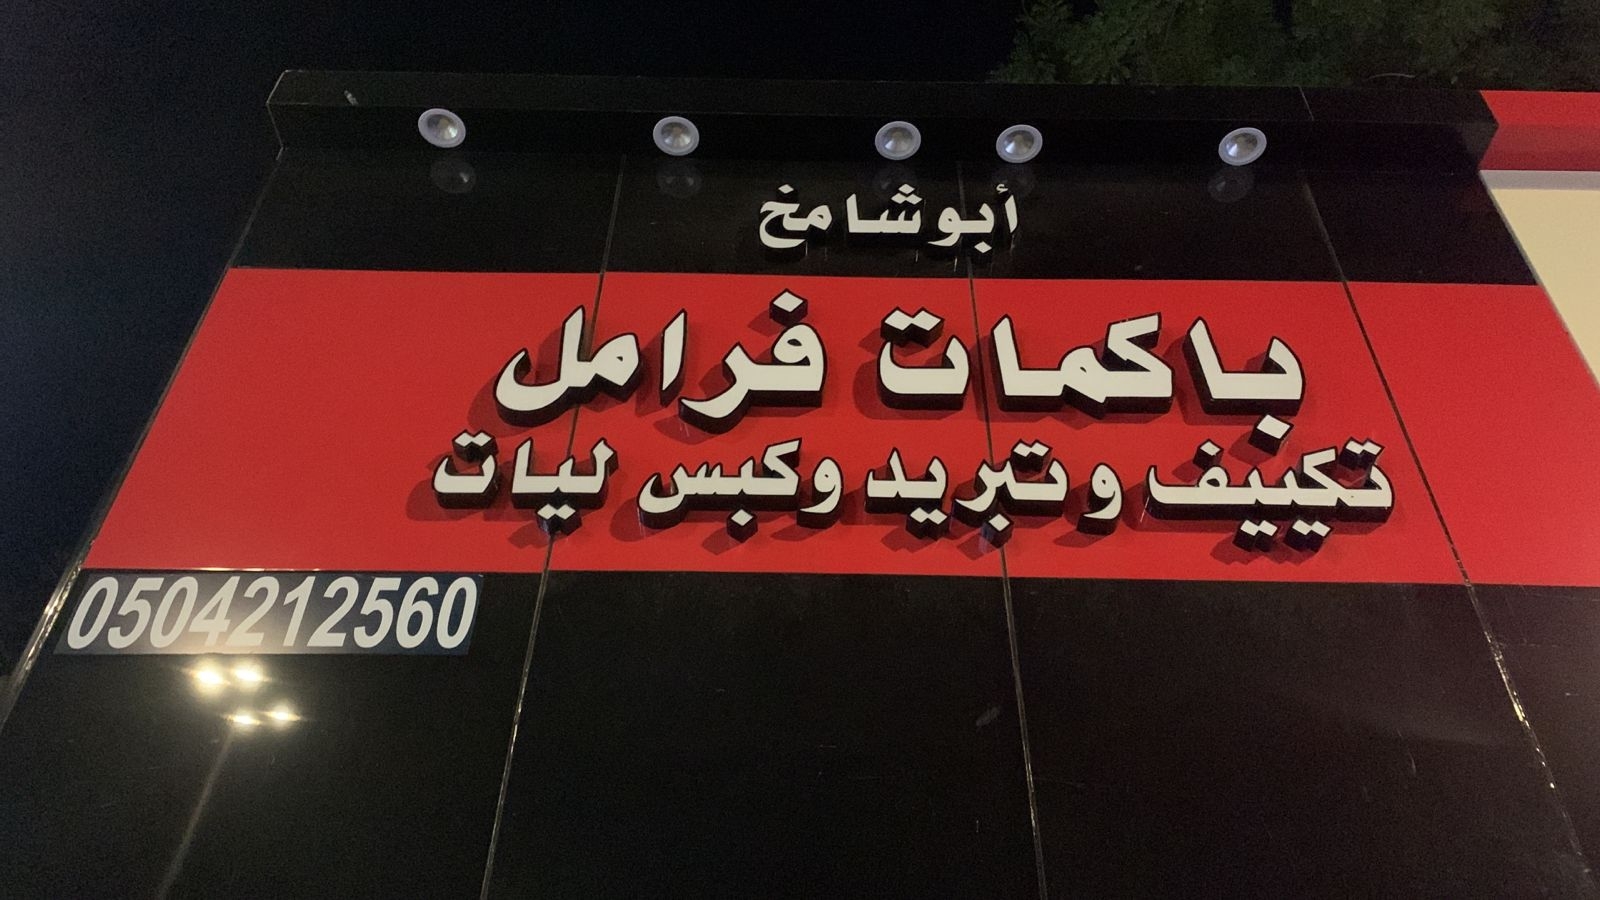 أبو شامخ
باكمات فرامل
تكييف وتبريد وكبس ليات
0504212560